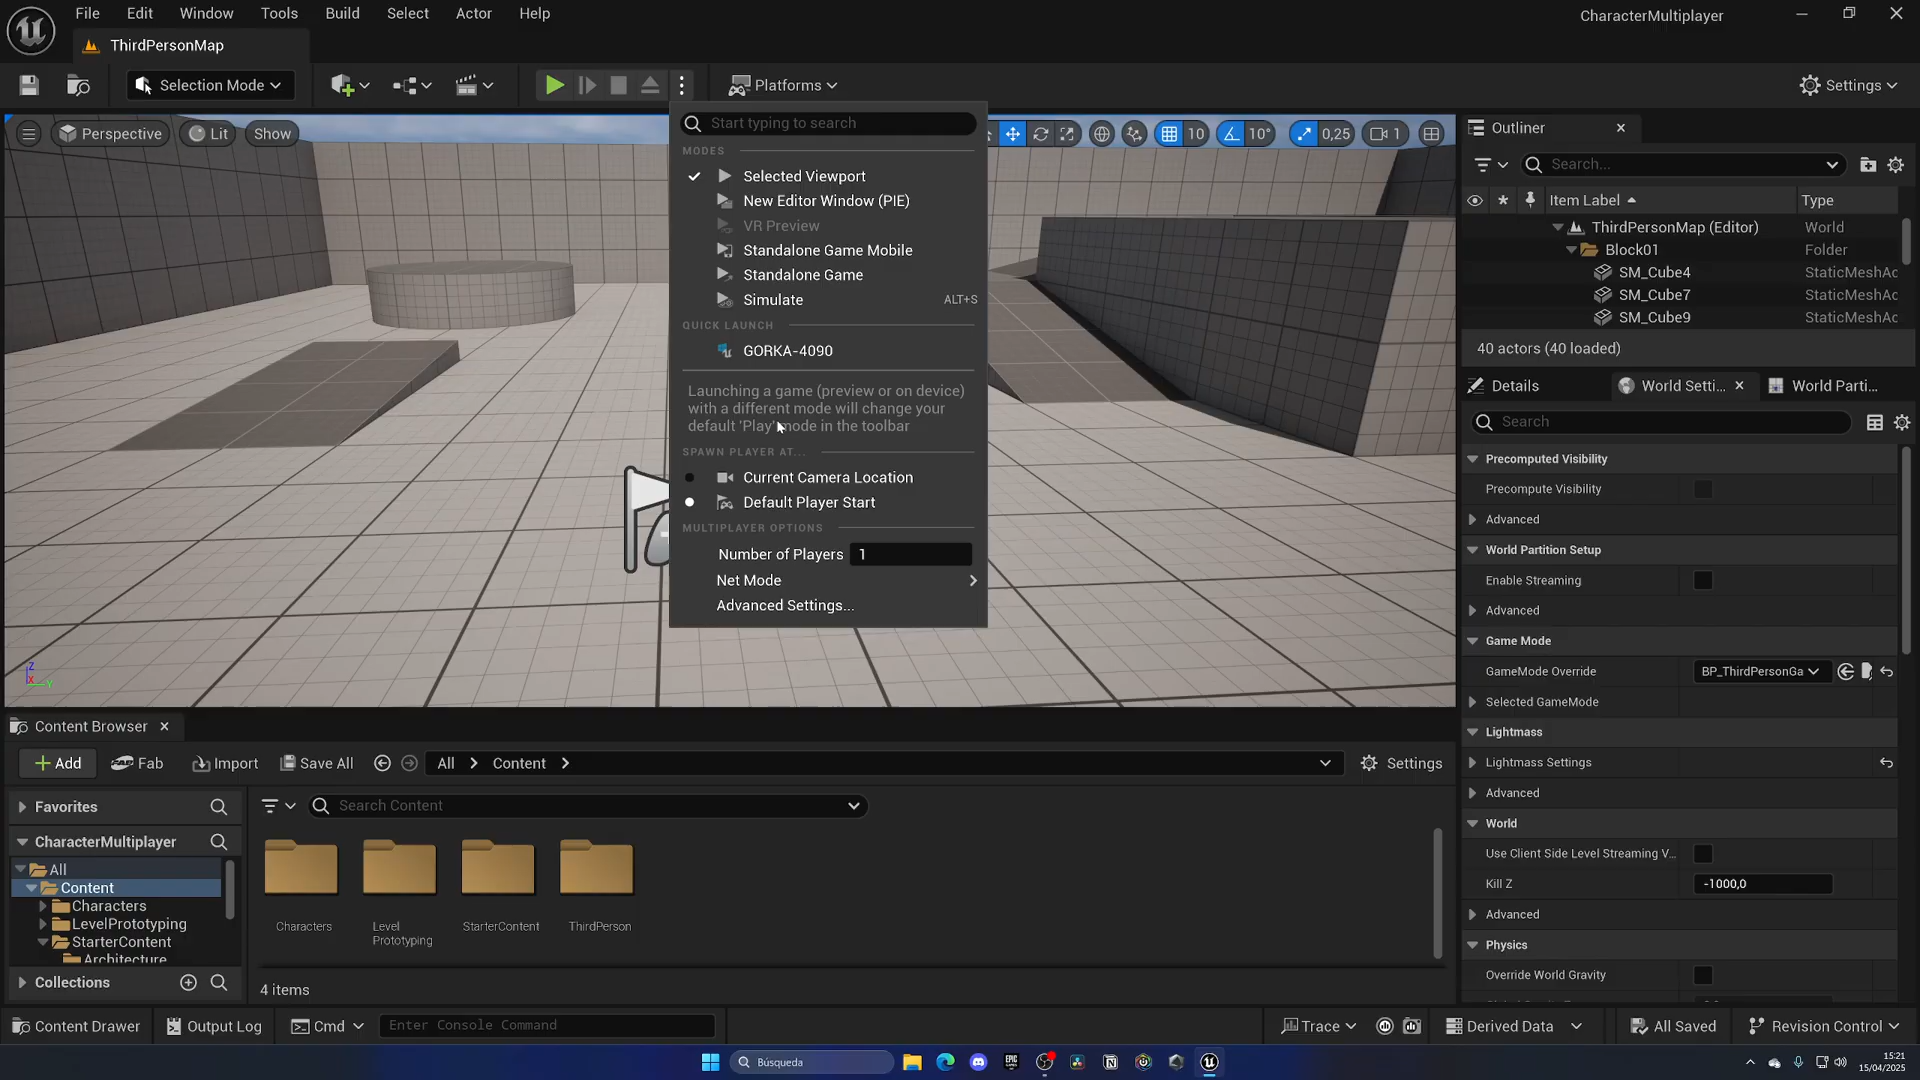 File Edit Window Tools Build Select Actor Help
CharacterMultiplayer
ThirdPersonMap
Selection Mode
Platforms
Settings
Perspective
Lit
Show
10
10°
0,25
1
Start typing to search
MODES
Selected Viewport
New Editor Window (PIE)
VR Preview
Standalone Game Mobile
Standalone Game
Simulate ALT+S
QUICK LAUNCH
GORKA-4090
Launching a game (preview or on device)
with a different mode will change your
default 'Play' mode in the toolbar
SPAWN PLAYER AT...
Current Camera Location
Default Player Start
MULTIPLAYER OPTIONS
Number of Players 1
Net Mode
Advanced Settings...
Z
X
Y
Outliner
Search...
Item Label Type
ThirdPersonMap (Editor) World
Block01 Folder
SM_Cube4 StaticMeshAc
SM_Cube7 StaticMeshAc
SM_Cube9 StaticMeshAc
40 actors (40 loaded)
Details World Setti... World Parti...
Search
Precomputed Visibility
Precompute Visibility
Advanced
World Partition Setup
Enable Streaming
Advanced
Game Mode
GameMode Override BP_ThirdPersonGa
Selected GameMode
Lightmass
Lightmass Settings
Advanced
World
Use Client Side Level Streaming V...
Kill Z -1000,0
Advanced
Physics
Override World Gravity
Content Browser
Add Fab Import Save All All Content Settings
Favorites
Search Content
CharacterMultiplayer
All
Content
Characters
LevelPrototyping
StarterContent
Architecture
Collections
Characters
Level
Prototyping
StarterContent
ThirdPerson
4 items
Content Drawer Output Log Cmd Enter Console Command Trace Derived Data All Saved Revision Control
Búsqueda
EPIC
GAMES
15:21
15/04/2025